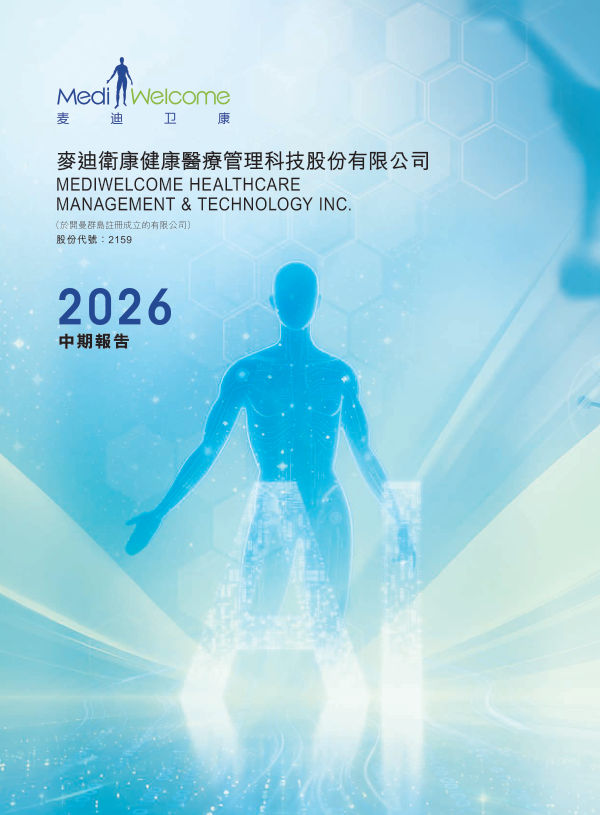 Medi Welcome
麦迪卫康
麥迪衛康健康醫療管理科技股份有限公司
MEDIWELCOME HEALTHCARE
MANAGEMENT & TECHNOLOGY INC.
（於開曼群島註冊成立的有限公司）
股份代號：2159
2026
中期報告
AI